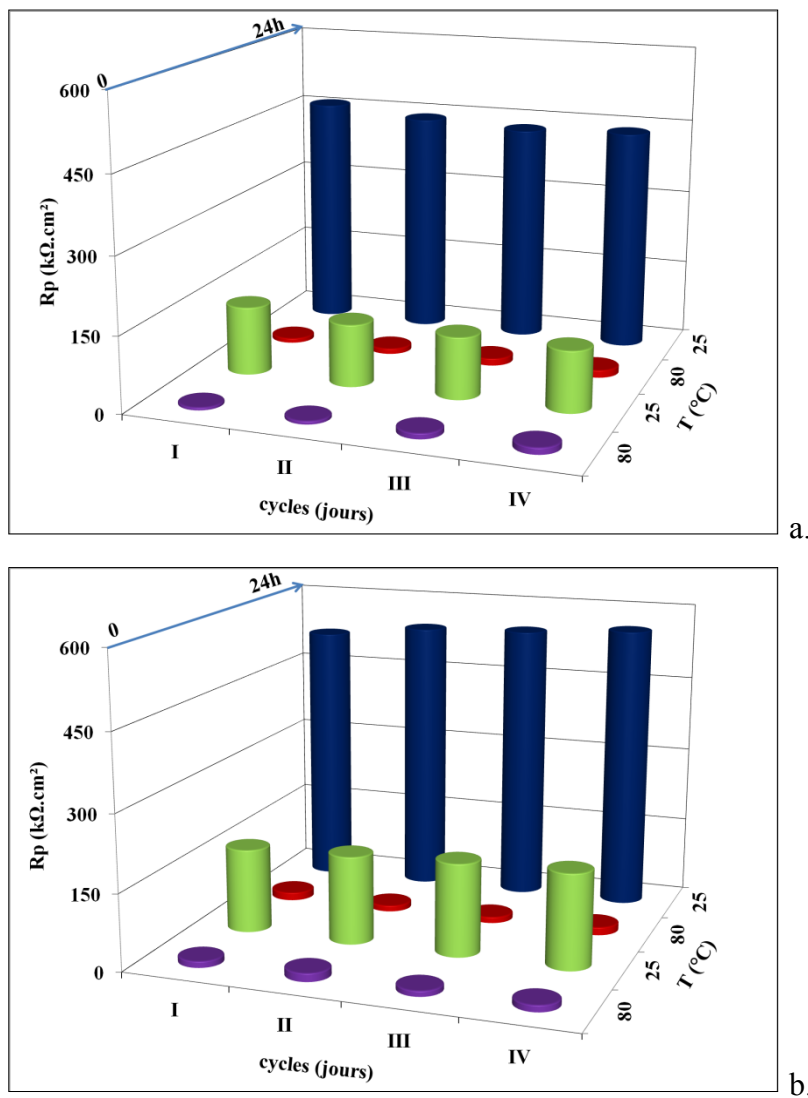 0
24h
600
450
300
150
0
Rp (kΩ.cm²)
I
II
III
IV
cycles (jours)
80
25
80
25
T (°C)
a.
0
24h
600
450
300
150
0
Rp (kΩ.cm²)
I
II
III
IV
cycles (jours)
80
25
80
25
T (°C)
b.